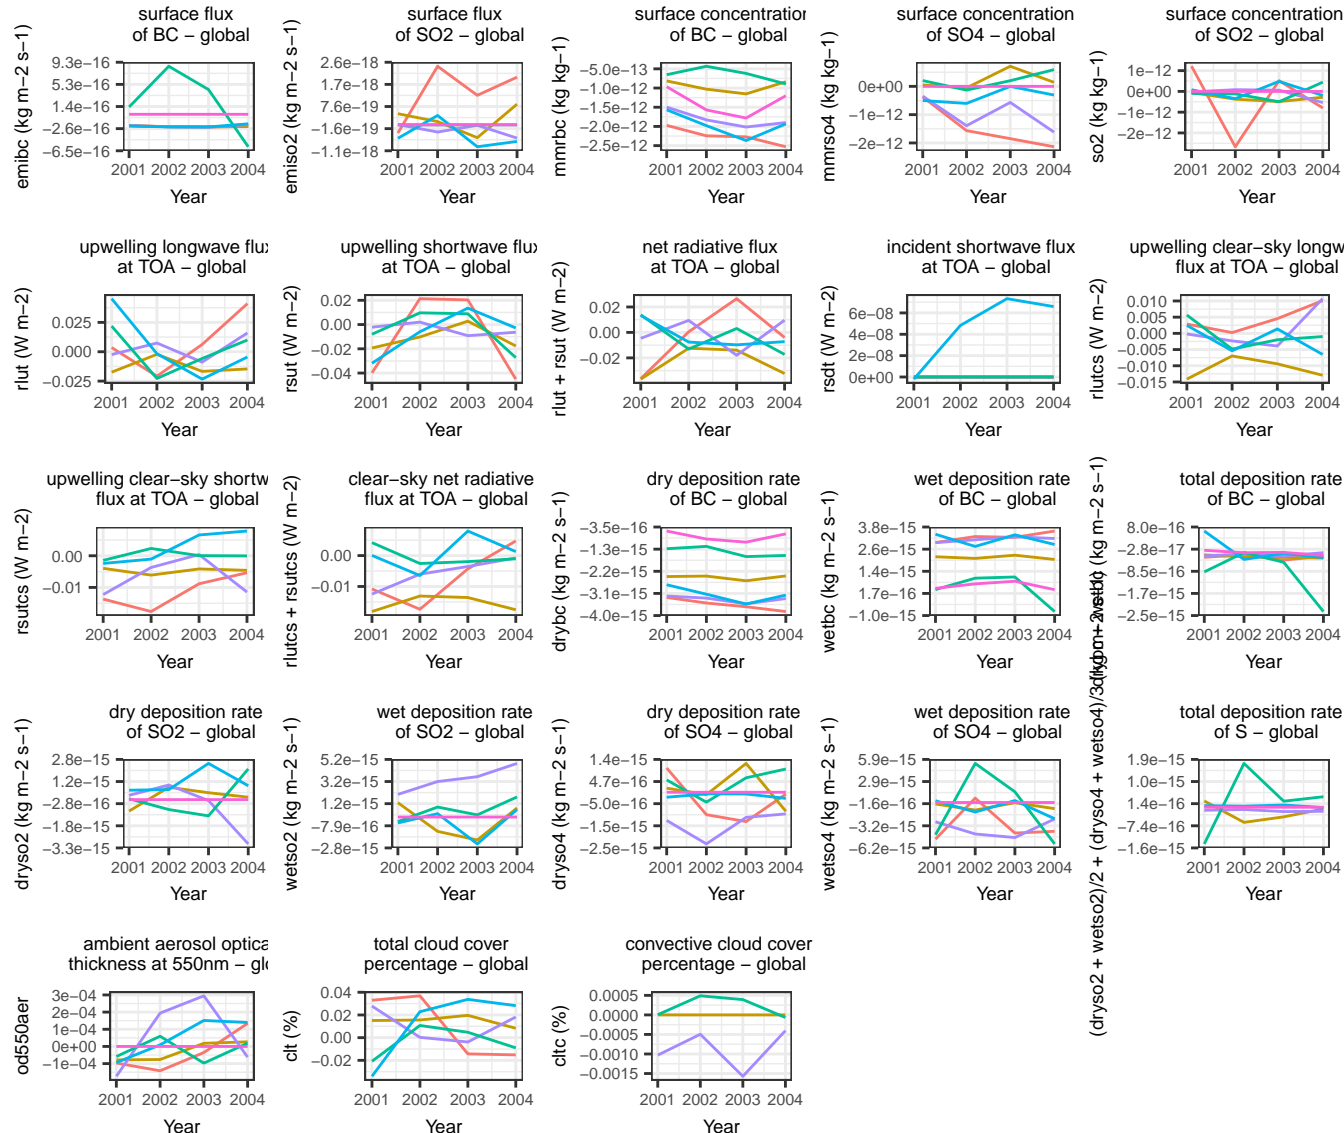 surface flux
of BC − global
emibc (kg m−2 s−1)
9.3e−16
5.3e−16
1.4e−16
−2.6e−16
−6.5e−16
2001 2002 2003 2004
Year
surface flux
of SO2 − global
emiso2 (kg m−2 s−1)
2.6e−18
1.7e−18
7.6e−19
−1.6e−19
−1.1e−18
2001 2002 2003 2004
Year
surface concentration
of BC − global
mmrbc (kg kg−1)
−5.0e−13
−1.0e−12
−1.5e−12
−2.0e−12
−2.5e−12
2001 2002 2003 2004
Year
surface concentration
of SO4 − global
mmrso4 (kg kg−1)
0e+00
−1e−12
−2e−12
2001 2002 2003 2004
Year
surface concentration
of SO2 − global
so2 (kg kg−1)
1e−12
0e+00
−1e−12
−2e−12
2001 2002 2003 2004
Year
upwelling longwave flux
at TOA − global
rlut (W m−2)
0.025
0.000
−0.025
2001 2002 2003 2004
Year
upwelling shortwave flux
at TOA − global
rsut (W m−2)
0.02
0.00
−0.02
−0.04
2001 2002 2003 2004
Year
net radiative flux
at TOA − global
rlut + rsut (W m−2)
0.02
0.00
−0.02
2001 2002 2003 2004
Year
incident shortwave flux
at TOA − global
rsdt (W m−2)
6e−08
4e−08
2e−08
0e+00
2001 2002 2003 2004
Year
upwelling clear−sky longw
flux at TOA − global
rlutcs (W m−2)
0.010
0.005
0.000
−0.005
−0.010
−0.015
2001 2002 2003 2004
Year
upwelling clear−sky shortw
flux at TOA − global
rsutcs (W m−2)
0.00
−0.01
2001 2002 2003 2004
Year
clear−sky net radiative
flux at TOA − global
rlutcs + rsutcs (W m−2)
0.00
−0.01
2001 2002 2003 2004
Year
dry deposition rate
of BC − global
drybc (kg m−2 s−1)
−3.5e−16
−1.3e−15
−2.2e−15
−3.1e−15
−4.0e−15
2001 2002 2003 2004
Year
wet deposition rate
of BC − global
wetbc (kg m−2 s−1)
3.8e−15
2.6e−15
1.4e−15
1.7e−16
−1.0e−15
2001 2002 2003 2004
Year
total deposition rate
of BC − global
(kg m−2 s−1)
8.0e−16
−2.8e−17
−8.5e−16
−1.7e−15
−2.5e−15
2001 2002 2003 2004
Year
dry deposition rate
of SO2 − global
dryso2 (kg m−2 s−1)
2.8e−15
1.2e−15
−2.8e−16
−1.8e−15
−3.3e−15
2001 2002 2003 2004
Year
wet deposition rate
of SO2 − global
wetso2 (kg m−2 s−1)
5.2e−15
3.2e−15
1.2e−15
−7.9e−16
−2.8e−15
2001 2002 2003 2004
Year
dry deposition rate
of SO4 − global
dryso4 (kg m−2 s−1)
1.4e−15
4.7e−16
−5.0e−16
−1.5e−15
−2.5e−15
2001 2002 2003 2004
Year
wet deposition rate
of SO4 − global
wetso4 (kg m−2 s−1)
5.9e−15
2.9e−15
−1.6e−16
−3.2e−15
−6.2e−15
2001 2002 2003 2004
Year
total deposition rate
of S − global
(dryso2 + wetso2)/2 + (dryso4 + wetso4)/3
1.9e−15
1.0e−15
1.4e−16
−7.4e−16
−1.6e−15
2001 2002 2003 2004
Year
ambient aerosol optica
thickness at 550nm − glo
od550aer
3e−04
2e−04
1e−04
0e+00
−1e−04
2001 2002 2003 2004
Year
total cloud cover
percentage − global
clt (%)
0.04
0.02
0.00
−0.02
2001 2002 2003 2004
Year
convective cloud cover
percentage − global
cltc (%)
0.0005
0.0000
−0.0005
−0.0010
−0.0015
2001 2002 2003 2004
Year